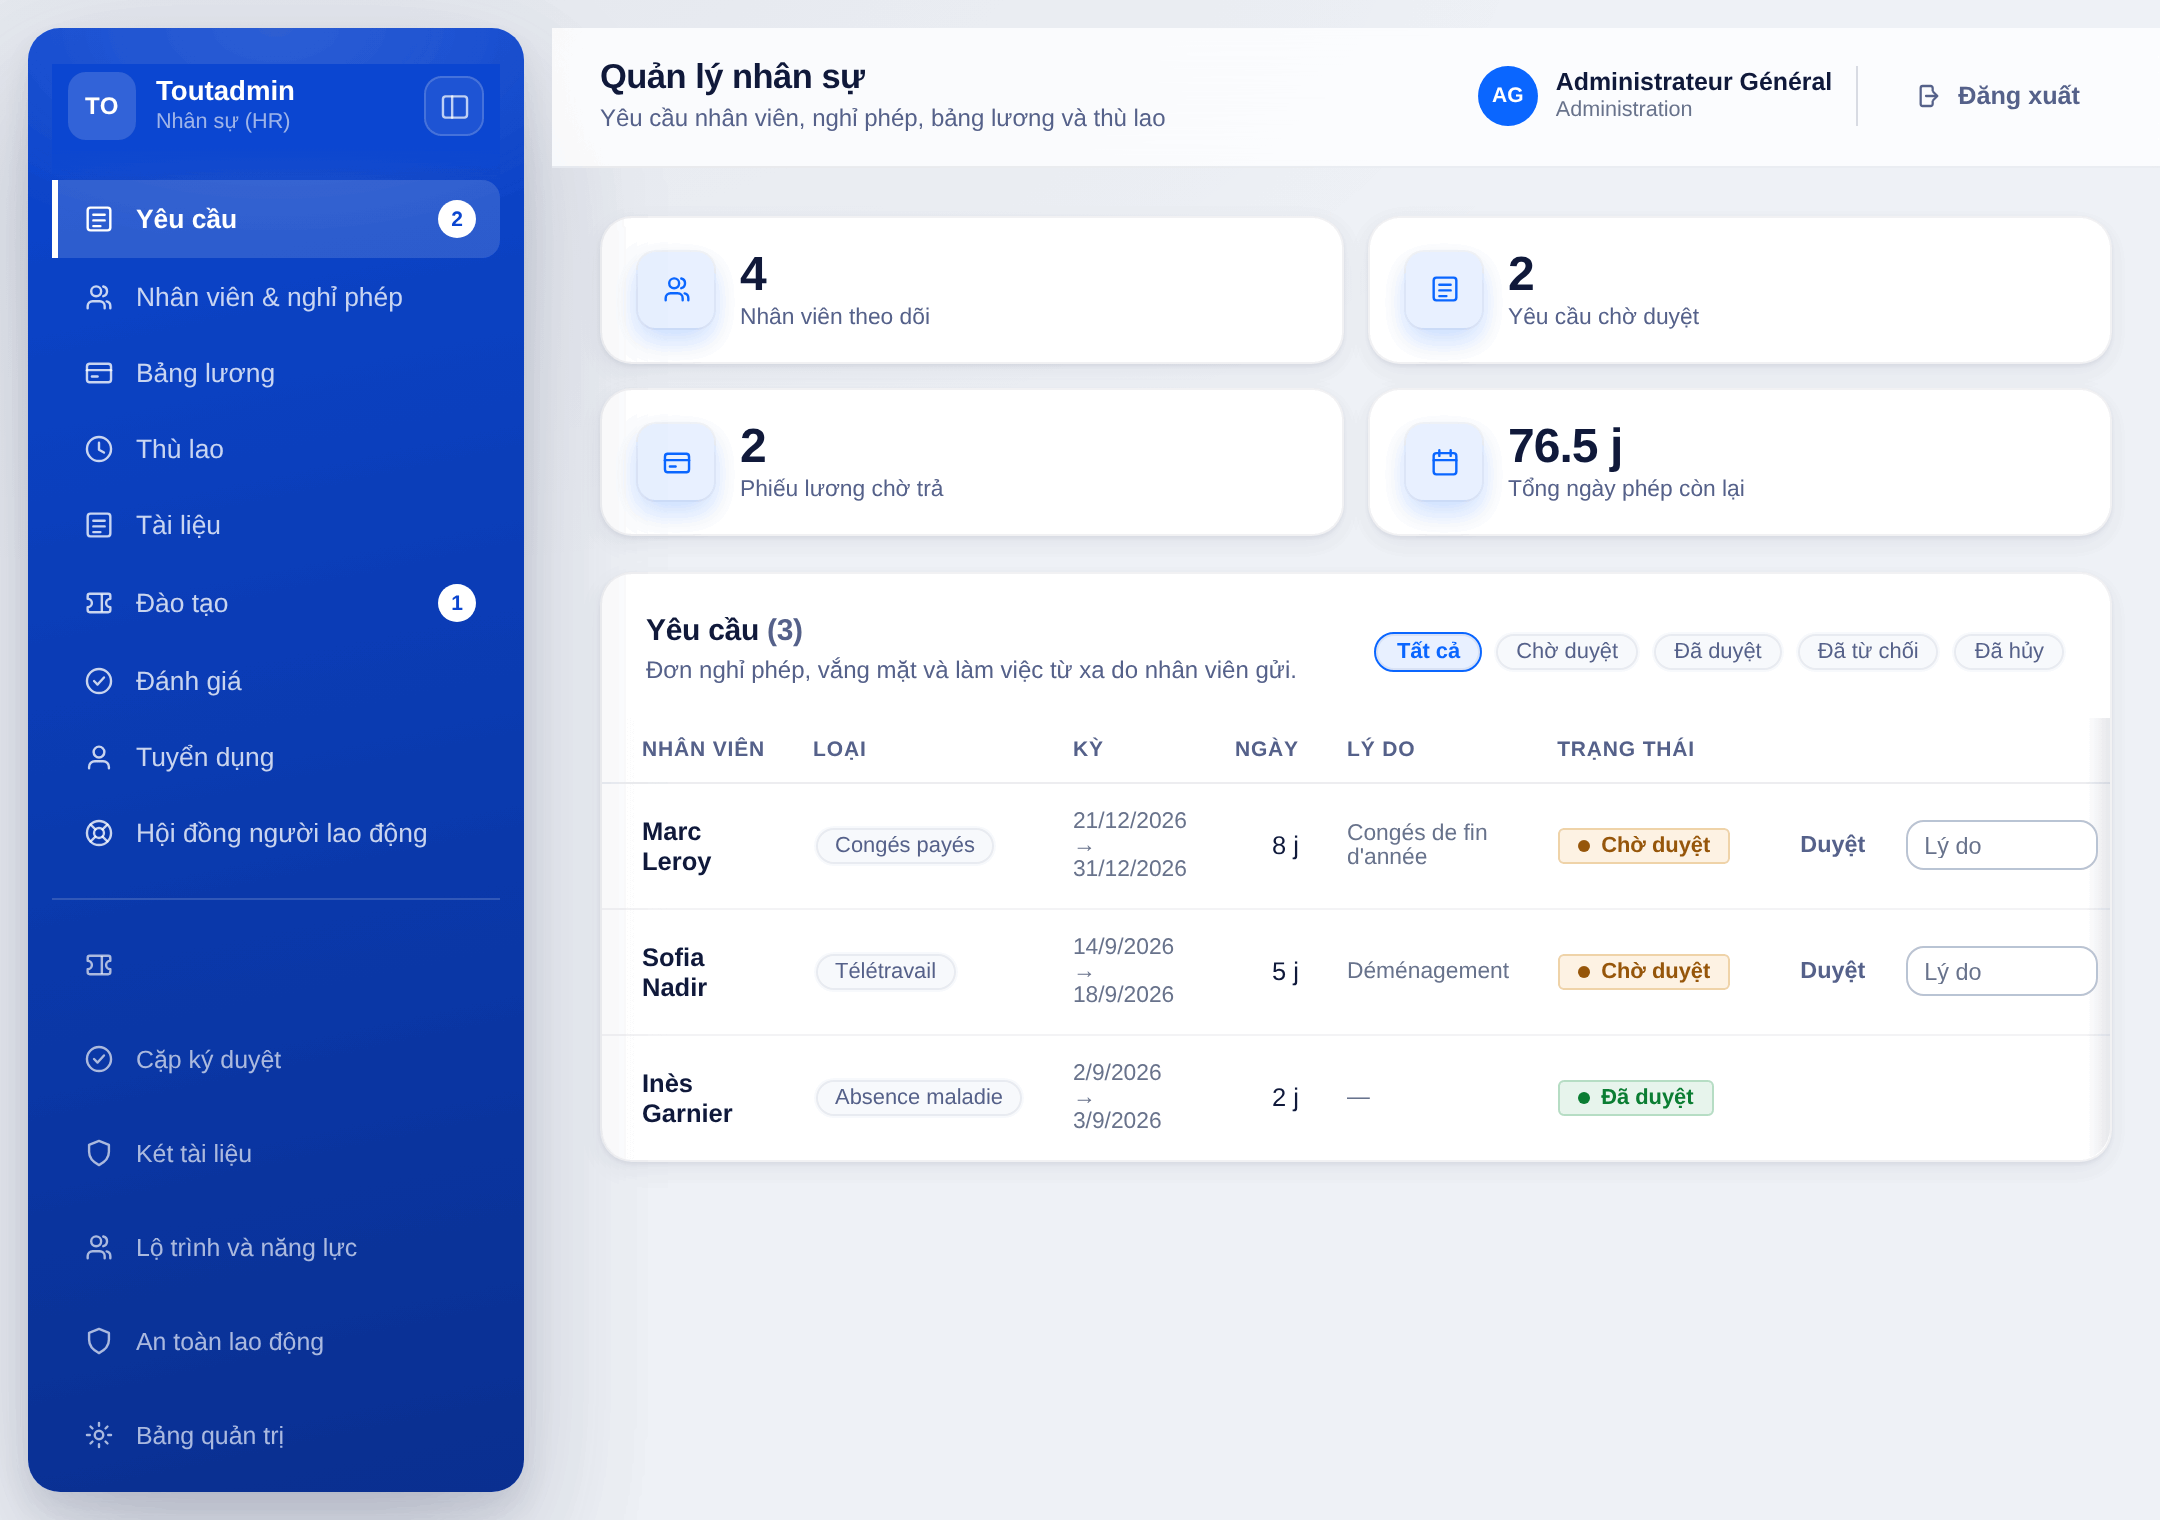 TO
Toutadmin
Nhân sự (HR)
Yêu cầu 2
Nhân viên & nghỉ phép
Bảng lương
Thù lao
Tài liệu
Đào tạo 1
Đánh giá
Tuyển dụng
Hội đồng người lao động
Cặp ký duyệt
Két tài liệu
Lộ trình và năng lực
An toàn lao động
Bảng quản trị
Quản lý nhân sự
Yêu cầu nhân viên, nghỉ phép, bảng lương và thù lao
AG
Administrateur Général
Administration
Đăng xuất
4
Nhân viên theo dõi
2
Yêu cầu chờ duyệt
2
Phiếu lương chờ trả
76.5 j
Tổng ngày phép còn lại
Yêu cầu (3)
Đơn nghỉ phép, vắng mặt và làm việc từ xa do nhân viên gửi.
Tất cả Chờ duyệt Đã duyệt Đã từ chối Đã hủy
NHÂN VIÊN LOẠI KỲ NGÀY LÝ DO TRẠNG THÁI
Marc
Leroy
Congés payés
21/12/2026
→
31/12/2026
8 j
Congés de fin
d'année
Chờ duyệt
Duyệt
Lý do
Sofia
Nadir
Télétravail
14/9/2026
→
18/9/2026
5 j
Déménagement
Chờ duyệt
Duyệt
Lý do
Inès
Garnier
Absence maladie
2/9/2026
→
3/9/2026
2 j
—
Đã duyệt